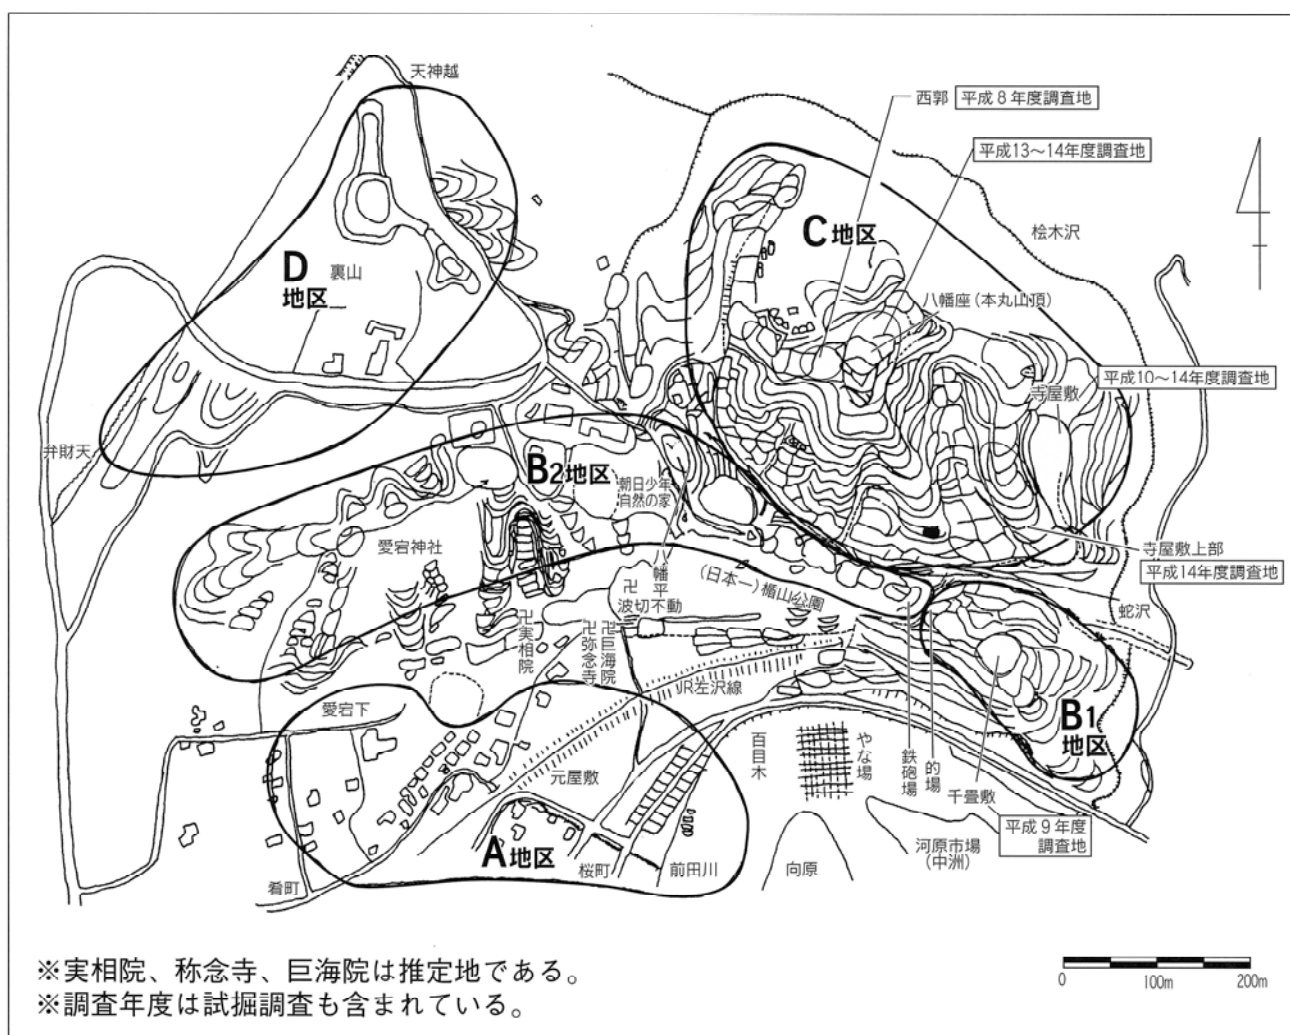 天神越
西郭
平成8年度調査地
平成13～14年度調査地
桧木沢
C地区
D
地区
裏山
八幡座（本丸山頂）
平成10～14年度調査地
寺屋敷
弁財天
B2地区
朝日少年
自然の家
愛宕神社
寺屋敷上部
平成14年度調査地
幡平
（日本一）楯山公園
卍
波切不動
蛇沢
卍実相院
卍弥念寺
卍巨海院
JR左沢線
愛宕下
B1
地区
百目木
やな場
鉄砲場
的場
元屋敷
千畳敷
平成9年度
調査地
A地区
桜町
前田川
向原
河原市場
（中洲）
肴町
※実相院、称念寺、巨海院は推定地である。
※調査年度は試掘調査も含まれている。
0 100m 200m